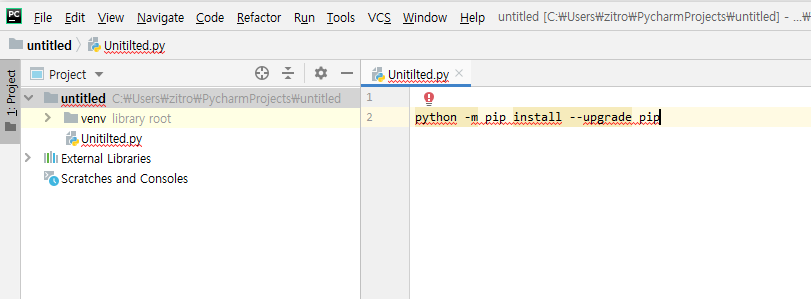 PC File Edit View Navigate Code Refactor Run Tools VCS Window Help untitled [C:₩Users₩zitro₩PycharmProjects₩untitled] - ...₩
untitled Unitilted.py
1: Project
Project
Unitilted.py
untitled C:₩Users₩zitro₩PycharmProjects₩untitled
venv library root
Unitilted.py
External Libraries
Scratches and Consoles
1
2 python -m pip install --upgrade pip